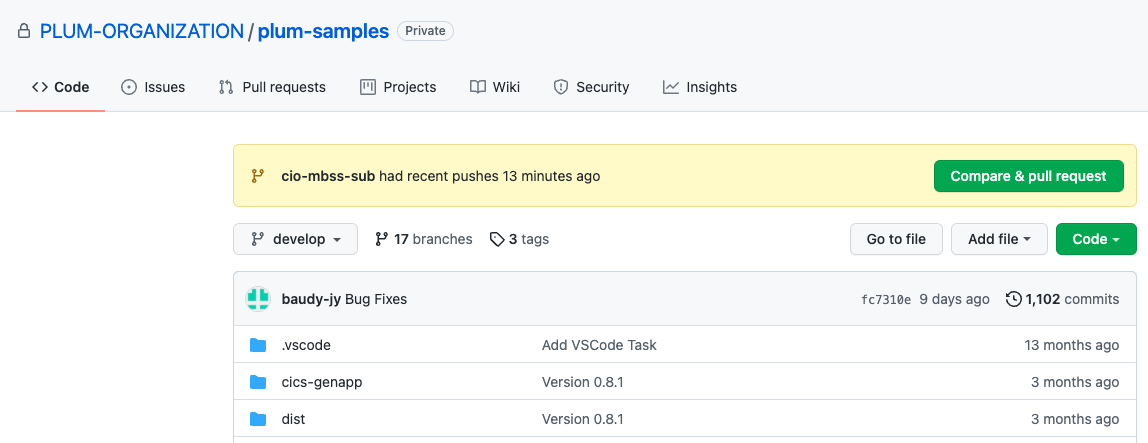 PLUM-ORGANIZATION / plum-samples Private
Code Issues Pull requests Projects Wiki Security Insights
cio-mbss-sub had recent pushes 13 minutes ago Compare & pull request
develop 17 branches 3 tags Go to file Add file Code
baudy-jy Bug Fixes fc7310e 9 days ago 1,102 commits
.vscode Add VSCode Task 13 months ago
cics-genapp Version 0.8.1 3 months ago
dist Version 0.8.1 3 months ago